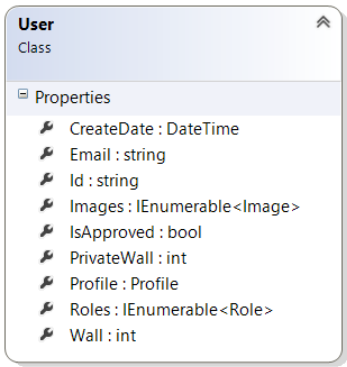 User
Class
Properties
CreateDate : DateTime
Email : string
Id : string
Images : IEnumerable<Image>
IsApproved : bool
PrivateWall : int
Profile : Profile
Roles : IEnumerable<Role>
Wall : int